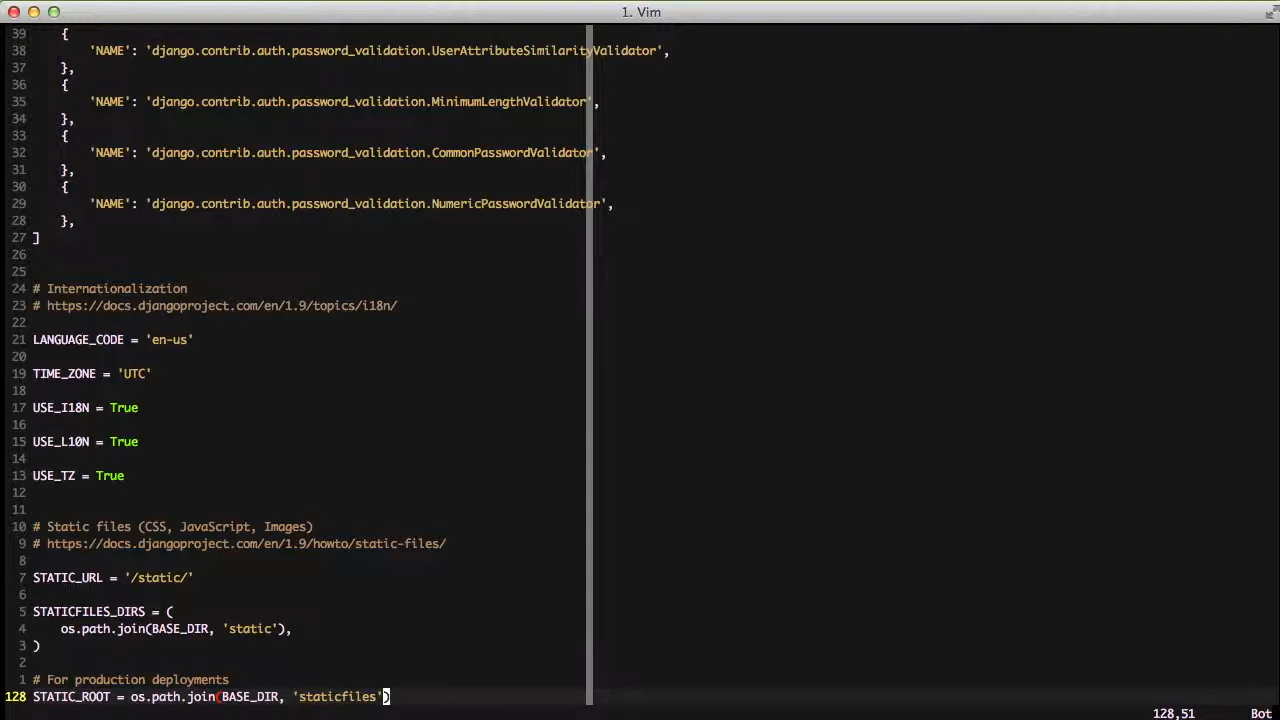 1. Vim
39     {
38         'NAME': 'django.contrib.auth.password_validation.UserAttributeSimilarityValidator',
37     },
36     {
35         'NAME': 'django.contrib.auth.password_validation.MinimumLengthValidator',
34     },
33     {
32         'NAME': 'django.contrib.auth.password_validation.CommonPasswordValidator',
31     },
30     {
29         'NAME': 'django.contrib.auth.password_validation.NumericPasswordValidator',
28     },
27 ]
26
25
24 # Internationalization
23 # https://docs.djangoproject.com/en/1.9/topics/i18n/
22
21 LANGUAGE_CODE = 'en-us'
20
19 TIME_ZONE = 'UTC'
18
17 USE_I18N = True
16
15 USE_L10N = True
14
13 USE_TZ = True
12
11
10 # Static files (CSS, JavaScript, Images)
9 # https://docs.djangoproject.com/en/1.9/howto/static-files/
8
7 STATIC_URL = '/static/'
6
5 STATICFILES_DIRS = (
4     os.path.join(BASE_DIR, 'static'),
3 )
2
1 # For production deployments
128 STATIC_ROOT = os.path.join(BASE_DIR, 'staticfiles')
128,51 Bot